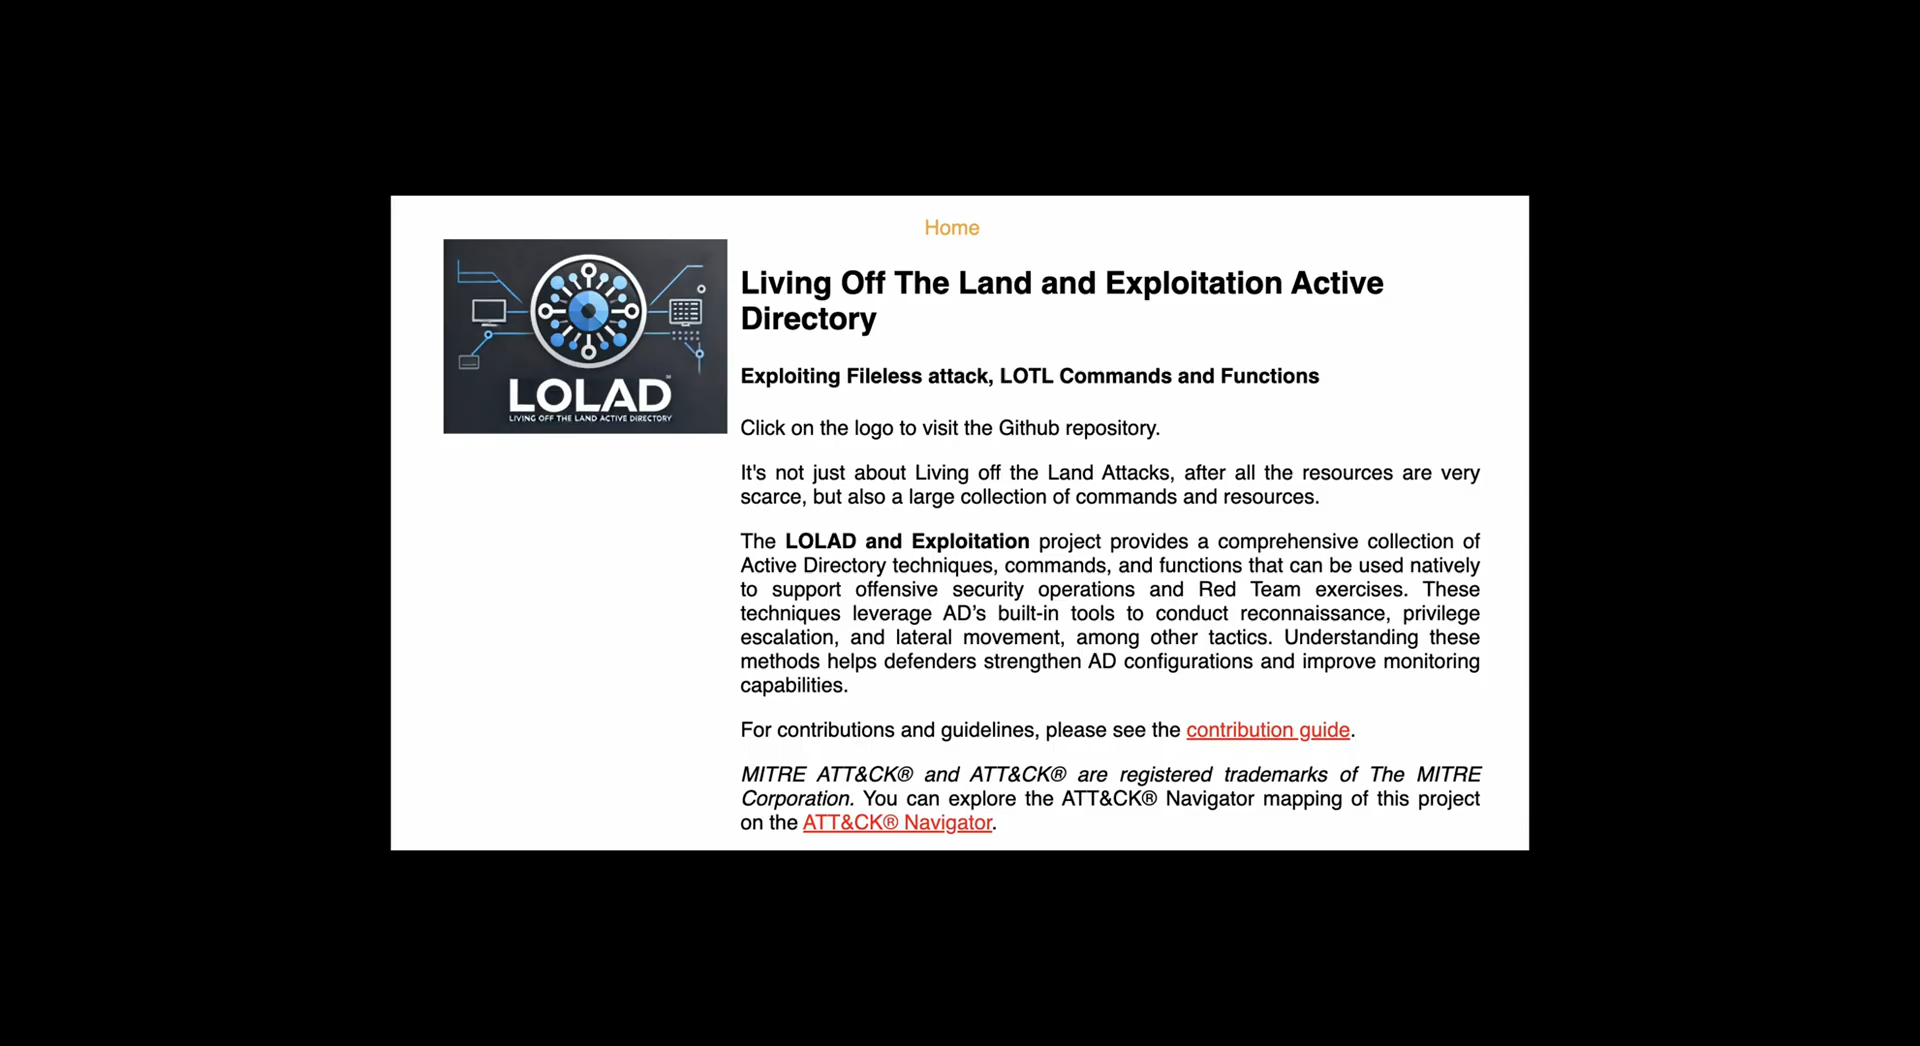 Home
LOLAD
LIVING OFF THE LAND ACTIVE DIRECTORY
Living Off The Land and Exploitation Active
Directory
Exploiting Fileless attack, LOTL Commands and Functions
Click on the logo to visit the Github repository.
It's not just about Living off the Land Attacks, after all the resources are very
scarce, but also a large collection of commands and resources.
The LOLAD and Exploitation project provides a comprehensive collection of
Active Directory techniques, commands, and functions that can be used natively
to support offensive security operations and Red Team exercises. These
techniques leverage AD’s built-in tools to conduct reconnaissance, privilege
escalation, and lateral movement, among other tactics. Understanding these
methods helps defenders strengthen AD configurations and improve monitoring
capabilities.
For contributions and guidelines, please see the contribution guide.
MITRE ATT&CK® and ATT&CK® are registered trademarks of The MITRE
Corporation. You can explore the ATT&CK® Navigator mapping of this project
on the ATT&CK® Navigator.